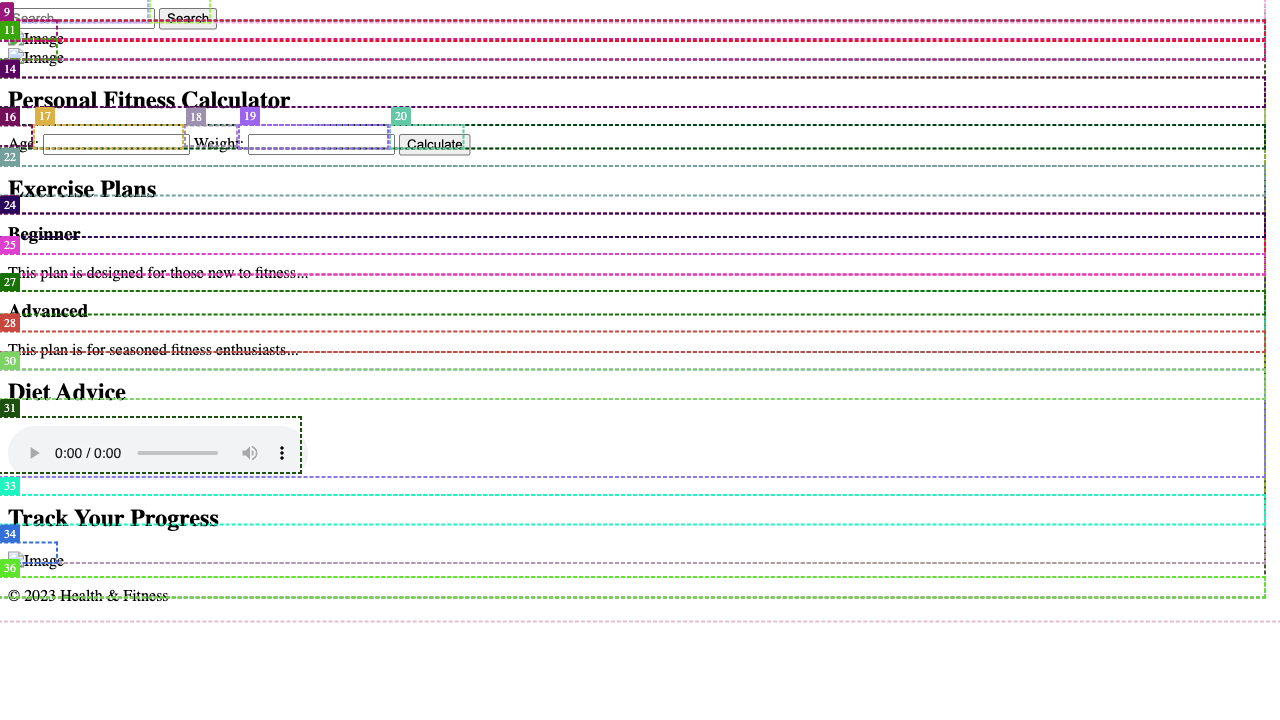 Search... Search
9
Image
11
Image
14
Personal Fitness Calculator
16 17 18 19 20
Age: Weight: Calculate
22
Exercise Plans
24
Beginner
25
This plan is designed for those new to fitness...
27
Advanced
28
This plan is for seasoned fitness enthusiasts...
30
Diet Advice
31
0:00 / 0:00
33
Track Your Progress
34
Image
36
© 2023 Health & Fitness